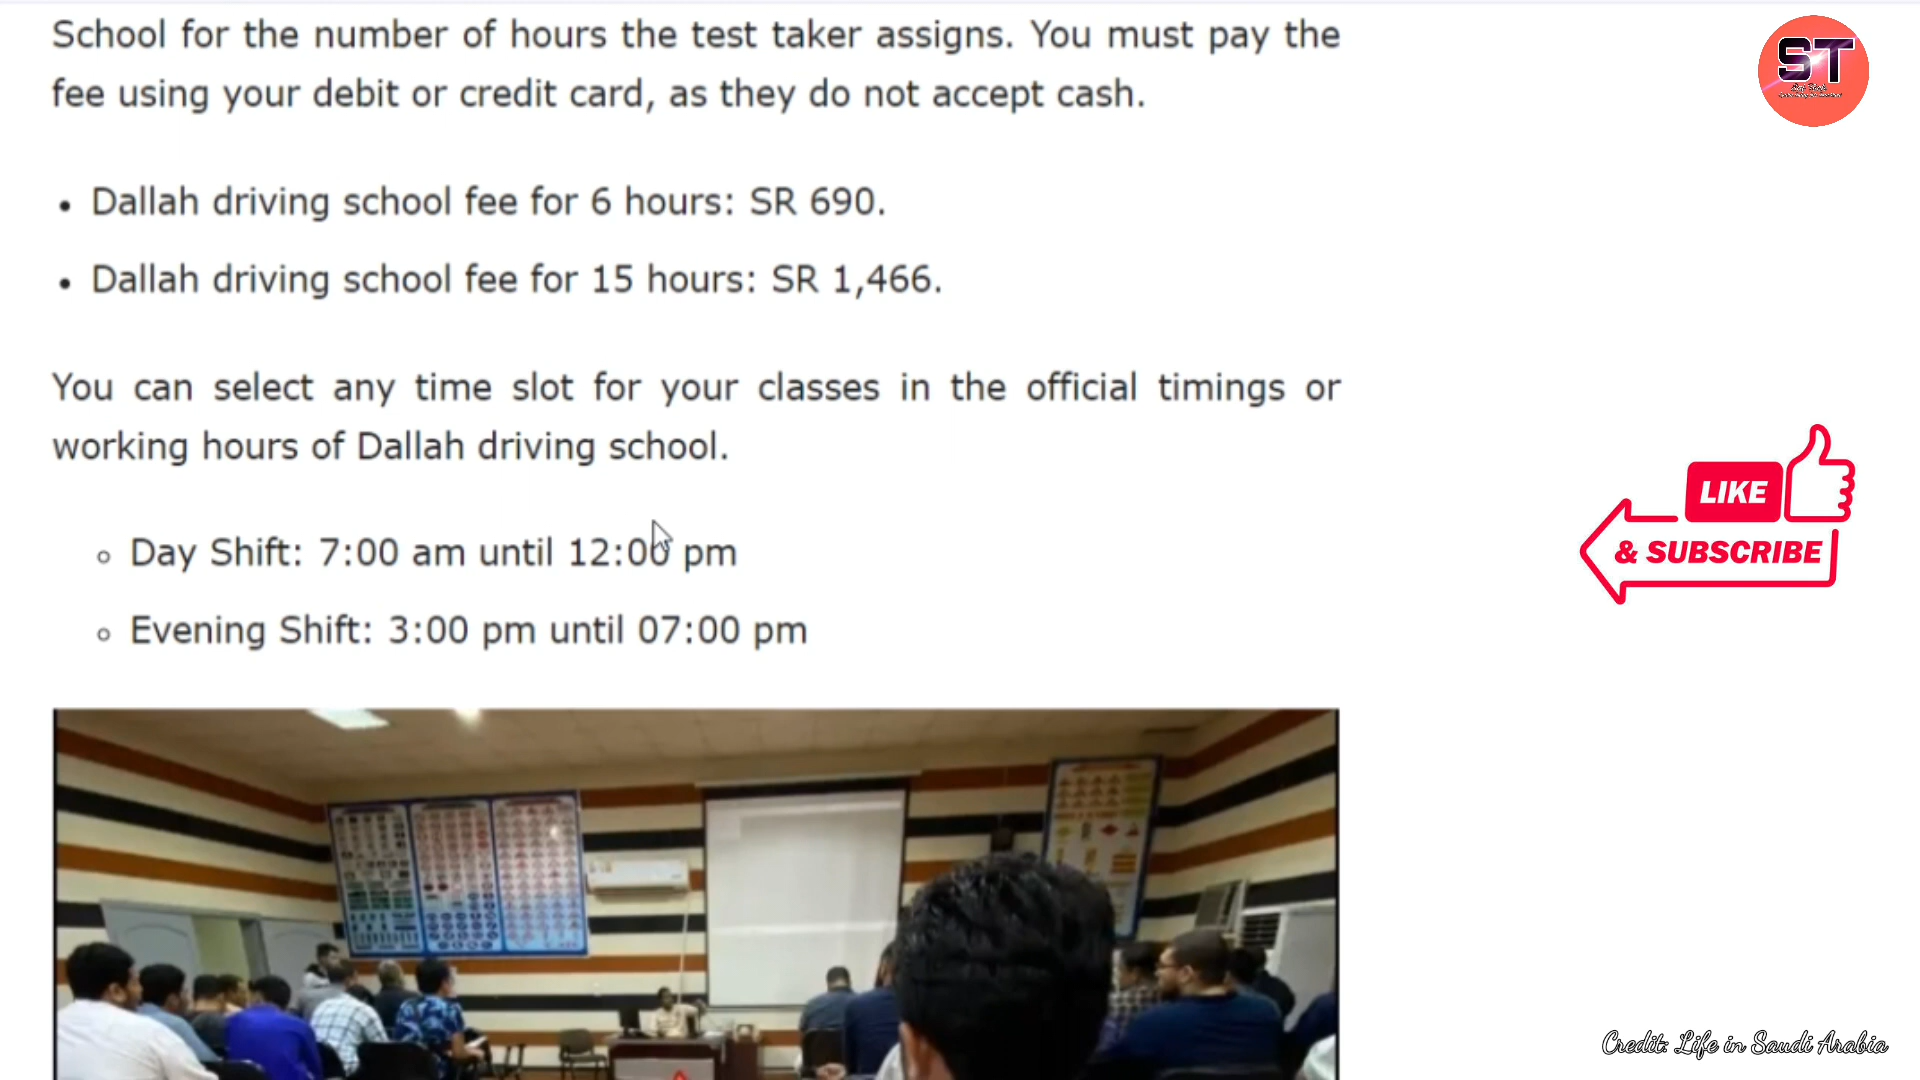 School for the number of hours the test taker assigns. You must pay the
fee using your debit or credit card, as they do not accept cash.
• Dallah driving school fee for 6 hours: SR 690.
• Dallah driving school fee for 15 hours: SR 1,466.
You can select any time slot for your classes in the official timings or
working hours of Dallah driving school.
Day Shift: 7:00 am until 12:00 pm
Evening Shift: 3:00 pm until 07:00 pm
ST
LIKE
& SUBSCRIBE
Credit: Life in Saudi Arabia